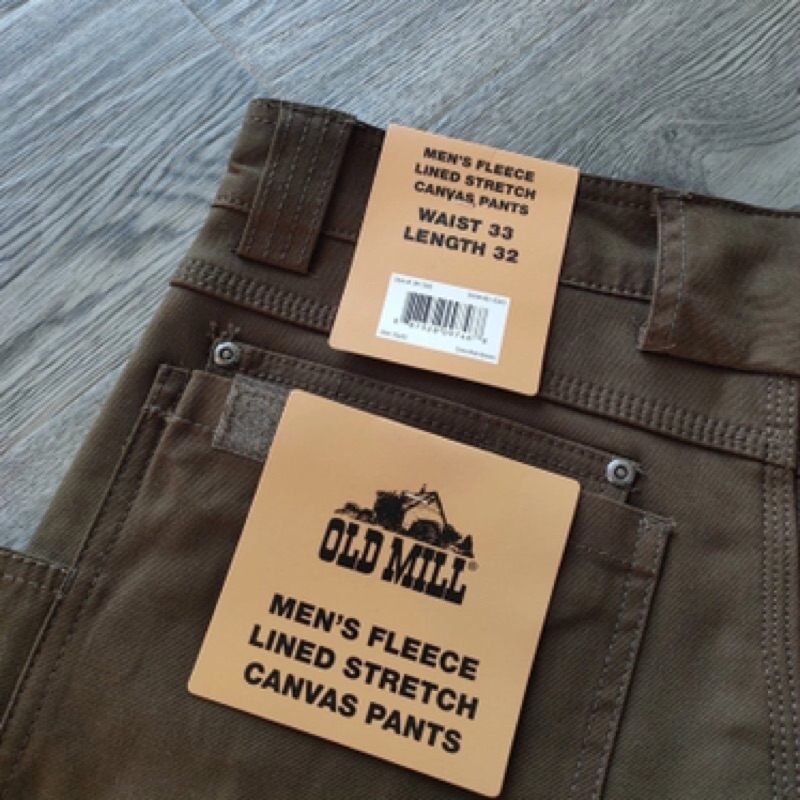 MEN'S FLEECE
LINED STRETCH
CANVAS PANTS
WAIST 33
LENGTH 32
OLD MILL®
MEN'S FLEECE
LINED STRETCH
CANVAS PANTS